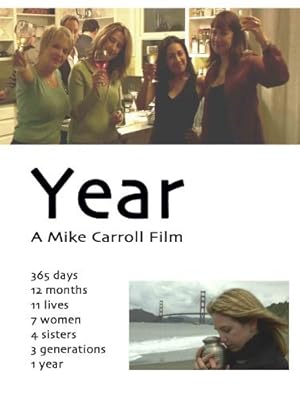 Year
A Mike Carroll Film
365 days
12 months
11 lives
7 women
4 sisters
3 generations
1 year